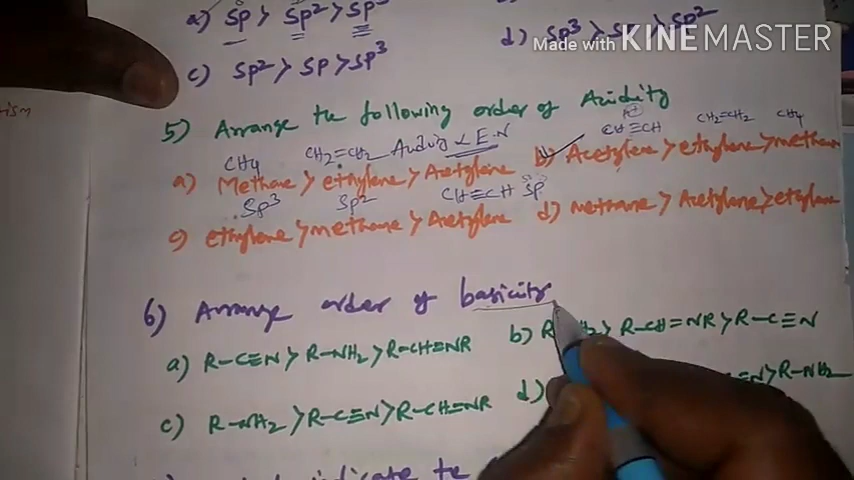 a) sp > sp² > sp³
d) sp³ > sp > sp²
Made with KINEMASTER
c) sp² > sp > sp³
5) Arrange the following order of Acidity
CH4 CH2=CH2 Acidity ∝ E.N
CH≡CH CH2=CH2 CH4
a) Methane > ethylene > Acetylene
b) Acetylene > ethylene > methane
sp³ sp² CH≡CH sp
c) ethylene > methane > Acetylene
d) methane > Acetylene > ethylene
6) Arrange order of basicity
a) R-C≡N > R-NH2 > R-CH=NR
b) R > R-CH=NR > R-C≡N
c) R-NH2 > R-C≡N > R-CH=NR
d) ≡N > R-NH2
indicate te